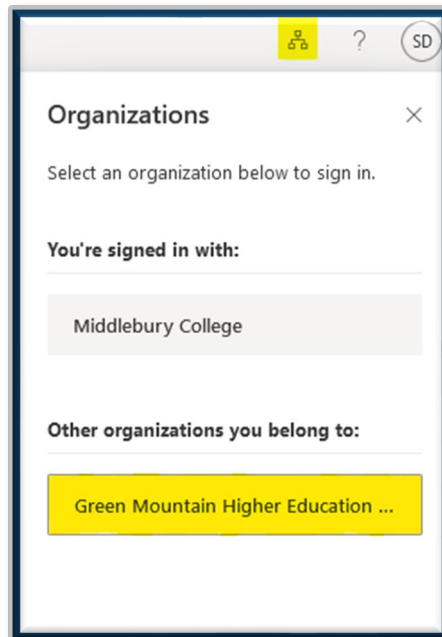 ? SD
Organizations
Select an organization below to sign in.
You're signed in with:
Middlebury College
Other organizations you belong to:
Green Mountain Higher Education ...